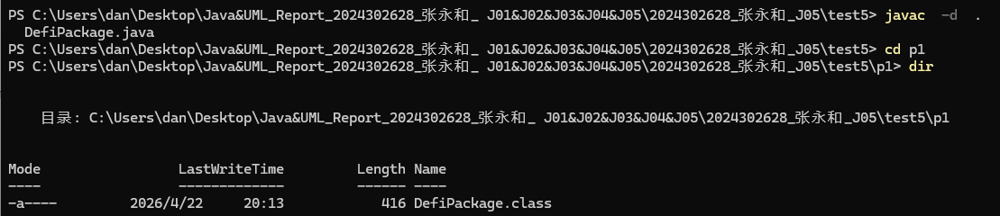 PS C:\Users\dan\Desktop\Java&UML_Report_2024302628_张永和_ J01&J02&J03&J04&J05\2024302628_张永和_J05\test5> javac  -d  .
  DefiPackage.java
PS C:\Users\dan\Desktop\Java&UML_Report_2024302628_张永和_ J01&J02&J03&J04&J05\2024302628_张永和_J05\test5> cd p1
PS C:\Users\dan\Desktop\Java&UML_Report_2024302628_张永和_ J01&J02&J03&J04&J05\2024302628_张永和_J05\test5\p1> dir
    目录: C:\Users\dan\Desktop\Java&UML_Report_2024302628_张永和_ J01&J02&J03&J04&J05\2024302628_张永和_J05\test5\p1
Mode                 LastWriteTime         Length Name
----                 -------------         ------ ----
-a----         2026/4/22     20:13            416 DefiPackage.class